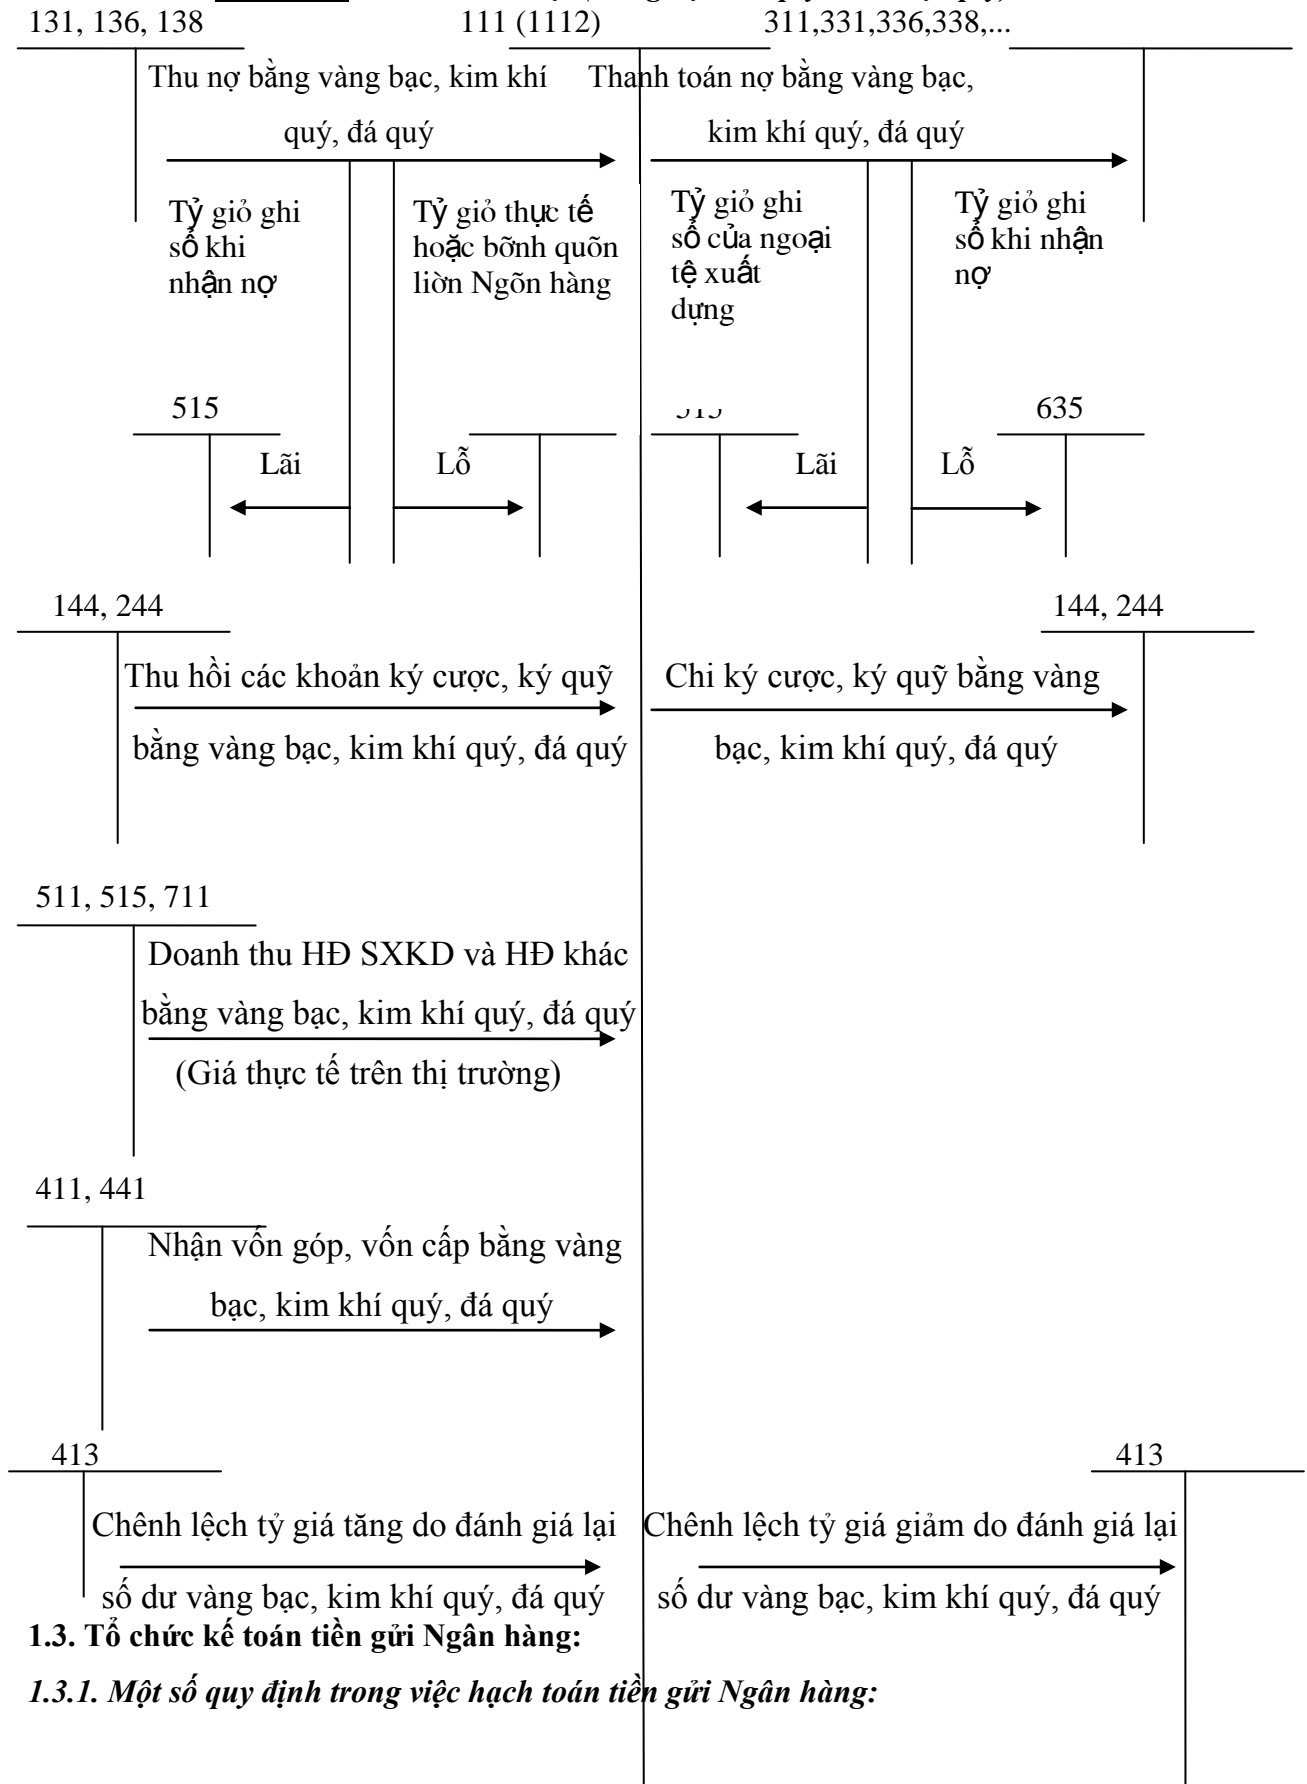 131, 136, 138 111 (1112) 311,331,336,338,...
Thu nợ bằng vàng bạc, kim khí Thanh toán nợ bằng vàng bạc,
quý, đá quý kim khí quý, đá quý
Tỷ giỏ ghi
sổ khi
nhận nợ
Tỷ giỏ thực tế
hoặc bỡnh quõn
liờn Ngõn hàng
Tỷ giỏ ghi
sổ của ngoại
tệ xuất
dựng
Tỷ giỏ ghi
sổ khi nhận
nợ
515 515 635
Lãi Lỗ Lãi Lỗ
144, 244 144, 244
Thu hồi các khoản ký cược, ký quỹ Chi ký cược, ký quỹ bằng vàng
bằng vàng bạc, kim khí quý, đá quý bạc, kim khí quý, đá quý
511, 515, 711
Doanh thu HĐ SXKD và HĐ khác
bằng vàng bạc, kim khí quý, đá quý
(Giá thực tế trên thị trường)
411, 441
Nhận vốn góp, vốn cấp bằng vàng
bạc, kim khí quý, đá quý
413 413
Chênh lệch tỷ giá tăng do đánh giá lại Chênh lệch tỷ giá giảm do đánh giá lại
số dư vàng bạc, kim khí quý, đá quý số dư vàng bạc, kim khí quý, đá quý
1.3. Tổ chức kế toán tiền gửi Ngân hàng:
1.3.1. Một số quy định trong việc hạch toán tiền gửi Ngân hàng: